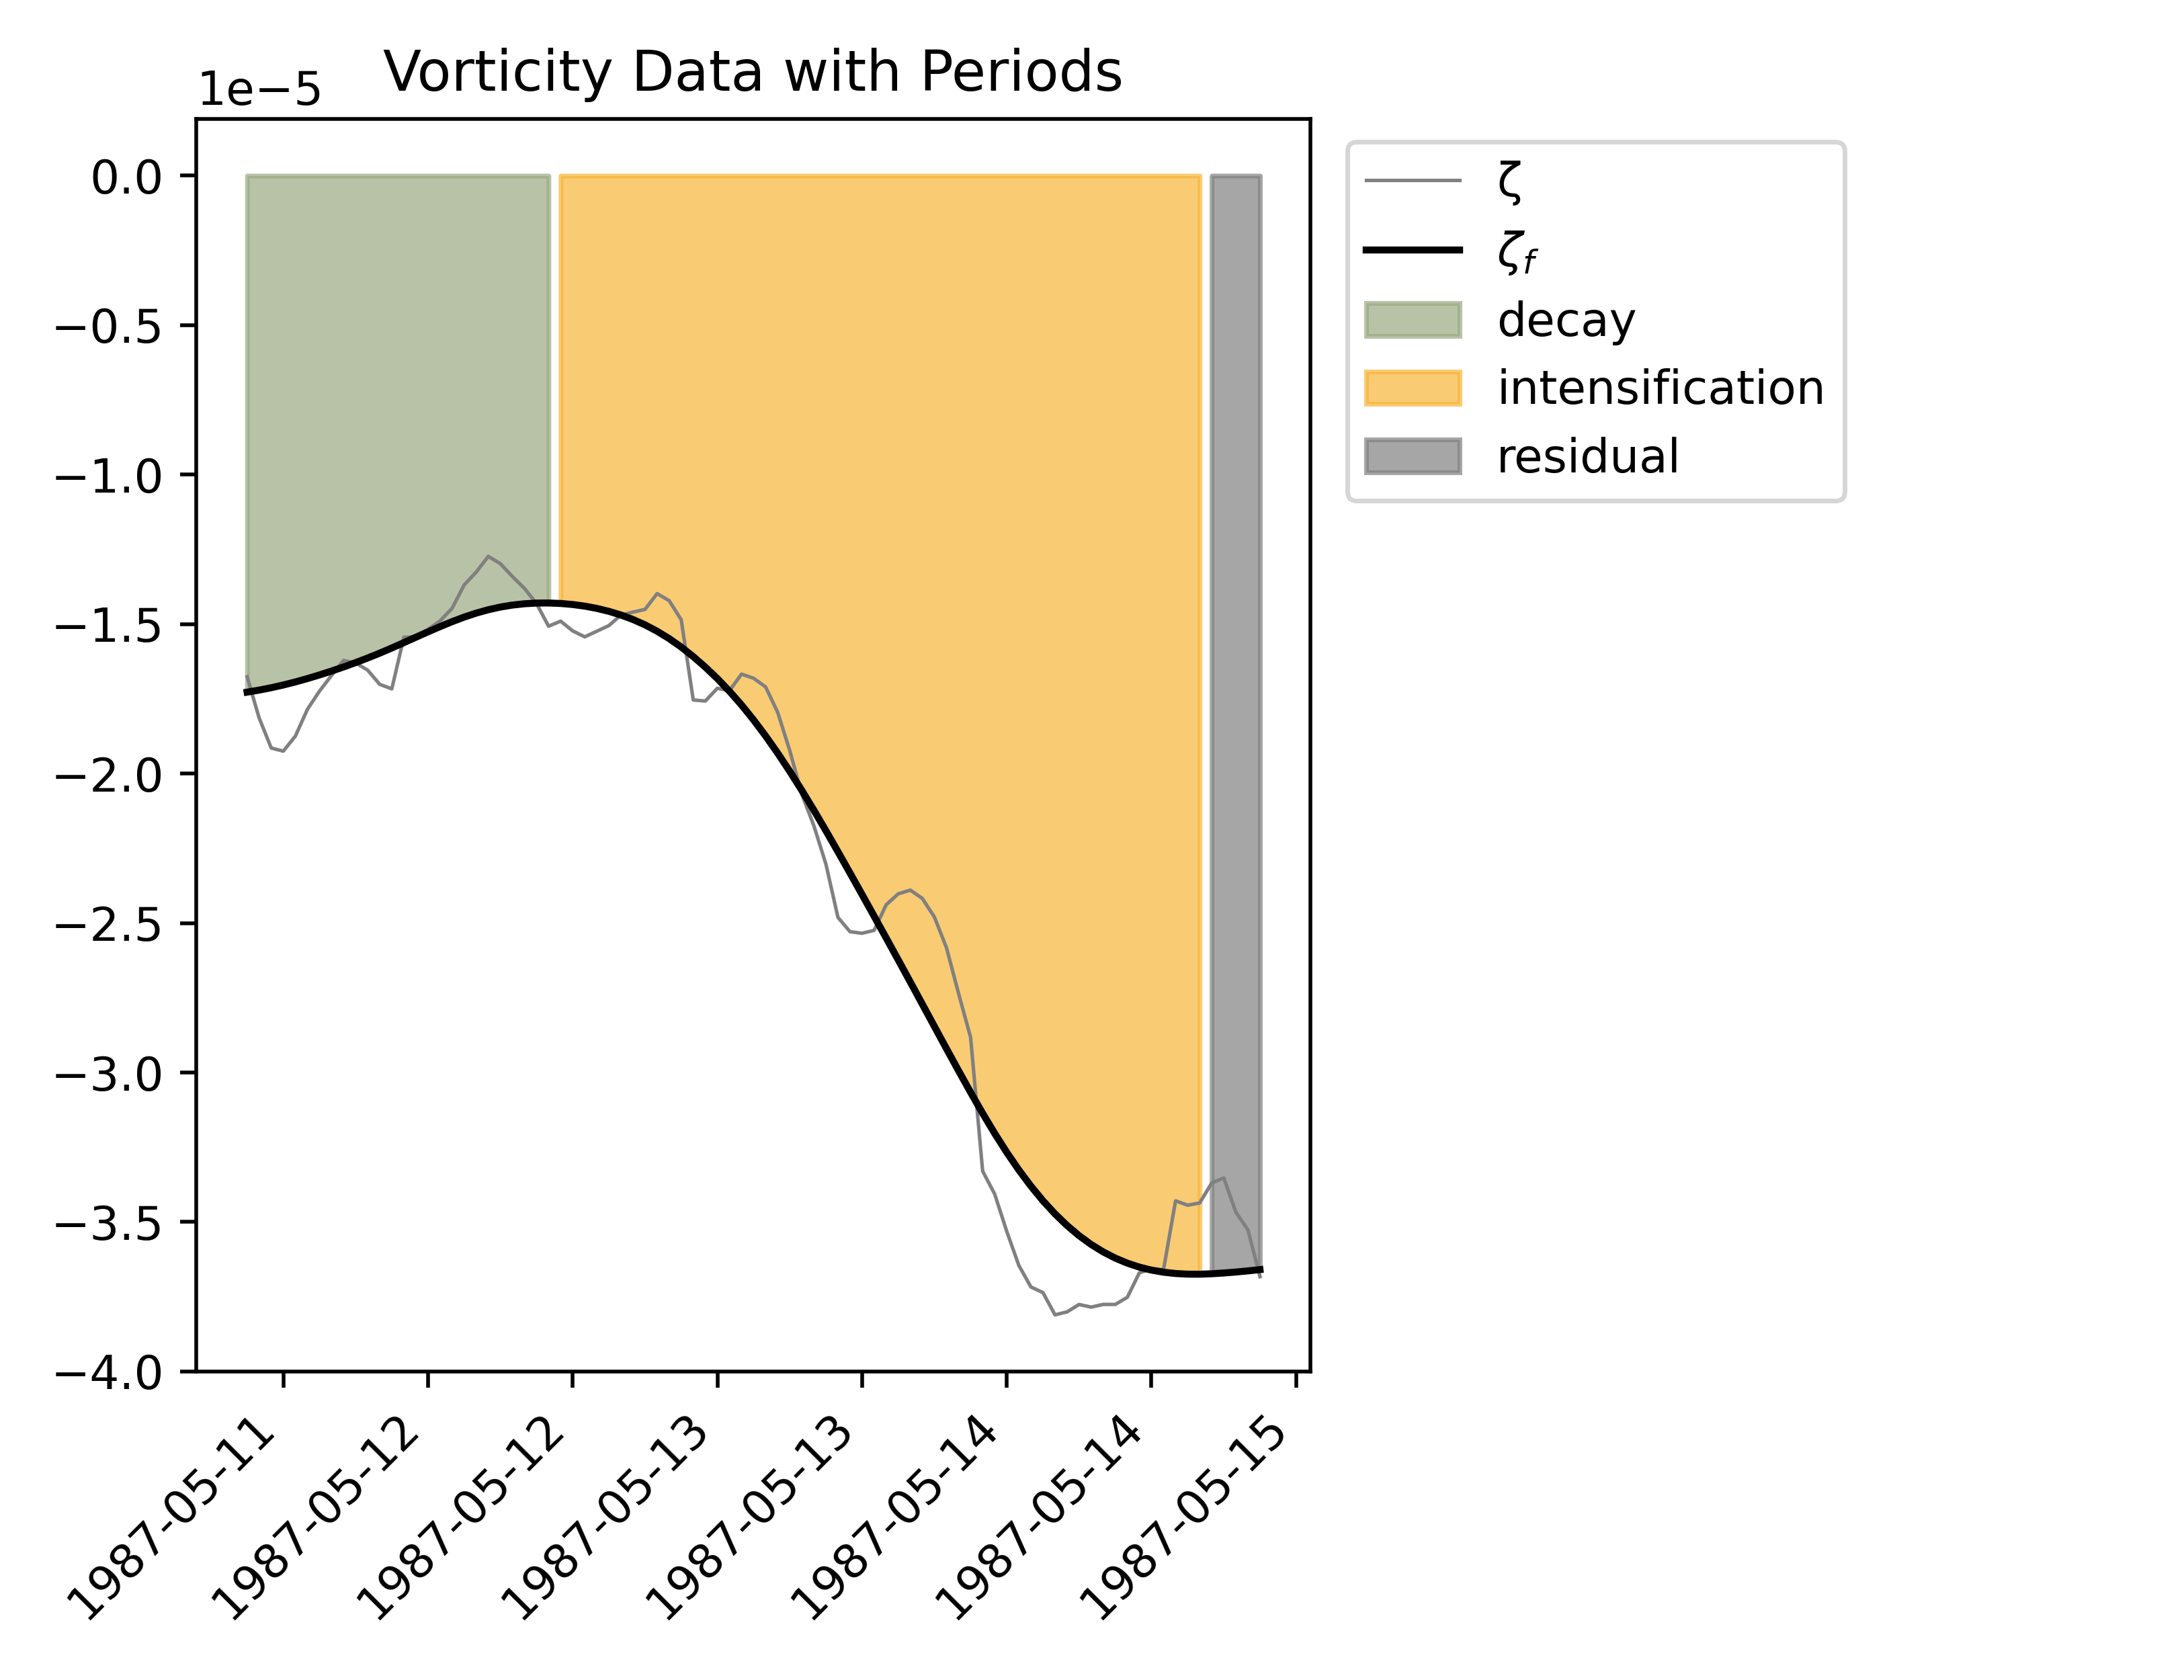 Vorticity Data with Periods
1e−5
0.0
−0.5
−1.0
−1.5
−2.0
−2.5
−3.0
−3.5
−4.0
1987-05-11
1987-05-12
1987-05-12
1987-05-13
1987-05-13
1987-05-14
1987-05-14
1987-05-15
ζ
ζf
decay
intensification
residual